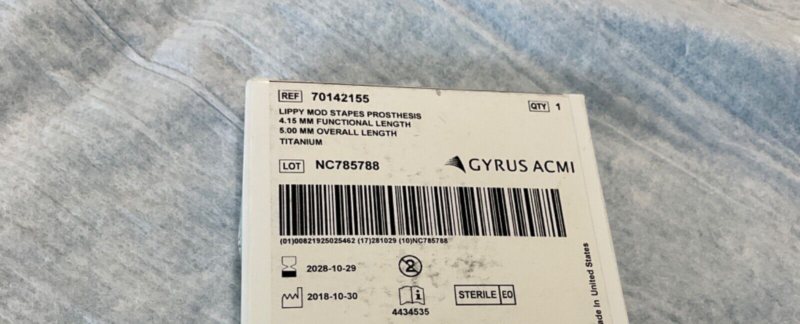 REF 70142155
QTY 1
LIPPY MOD STAPES PROSTHESIS
4.15 MM FUNCTIONAL LENGTH
5.00 MM OVERALL LENGTH
TITANIUM
LOT NC785788
GYRUS ACMI
(01)00821925025462 (17)281029 (10)NC785788
2028-10-29
2
2018-10-30
i
4434535
STERILE EO
ade in United States